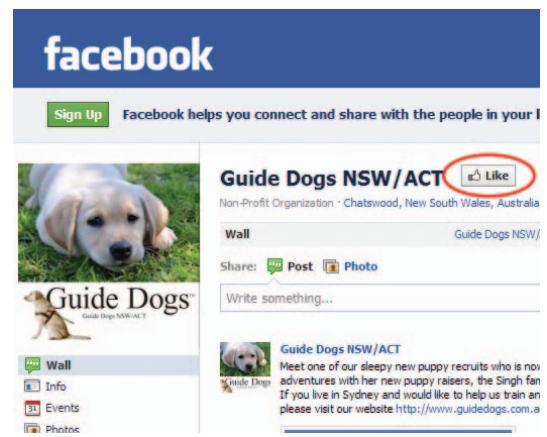 facebook
Sign Up Facebook helps you connect and share with the people in your
Guide Dogs NSW/ACT Like
Non-Profit Organization · Chatswood, New South Wales, Australia
Wall Guide Dogs NSW/
Share: Post Photo
Write something...
Guide Dogs
Guide Dogs NSW/ACT
Wall
Info
31 Events
Photos
Guide Dogs
Guide Dogs NSW/ACT
Meet one of our sleepy new puppy recruits who is now
adventures with her new puppy raisers, the Singh
If you live in Sydney and would like to help us train
please visit our website http://www.guidedogs.com.a